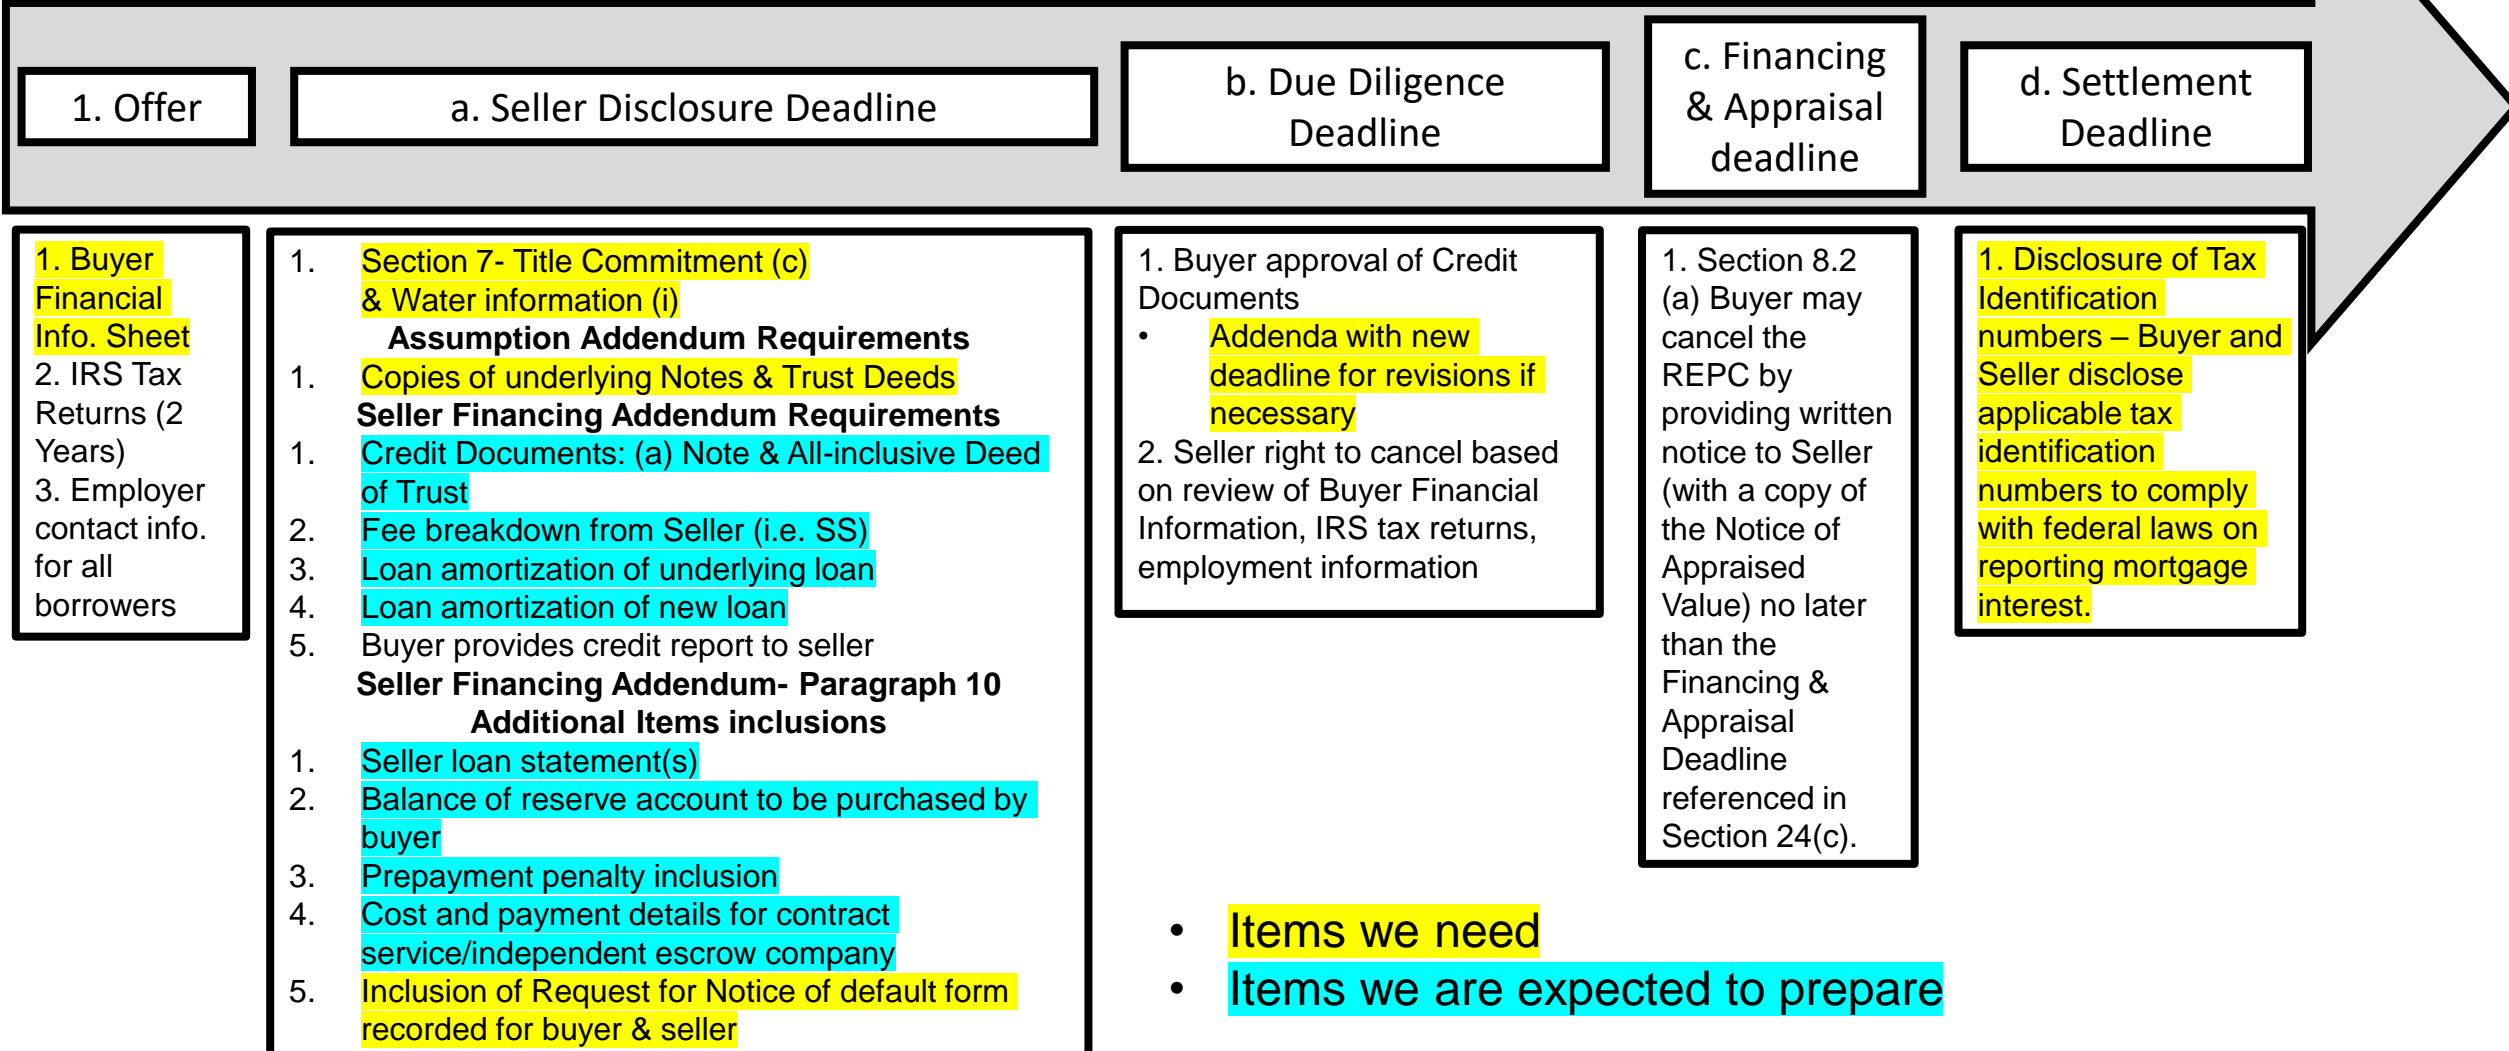 1. Offer
a. Seller Disclosure Deadline
b. Due Diligence
Deadline
c. Financing
& Appraisal
deadline
d. Settlement
Deadline
1. Buyer
Financial
Info. Sheet
2. IRS Tax
Returns (2
Years)
3. Employer
contact info.
for all
borrowers
1. Section 7- Title Commitment (c)
& Water information (i)
Assumption Addendum Requirements
1. Copies of underlying Notes & Trust Deeds
Seller Financing Addendum Requirements
1. Credit Documents: (a) Note & All-inclusive Deed
of Trust
2. Fee breakdown from Seller (i.e. SS)
3. Loan amortization of underlying loan
4. Loan amortization of new loan
5. Buyer provides credit report to seller
Seller Financing Addendum- Paragraph 10
Additional Items inclusions
1. Seller loan statement(s)
2. Balance of reserve account to be purchased by
buyer
3. Prepayment penalty inclusion
4. Cost and payment details for contract
service/independent escrow company
5. Inclusion of Request for Notice of default form
recorded for buyer & seller
1. Buyer approval of Credit
Documents
• Addenda with new
deadline for revisions if
necessary
2. Seller right to cancel based
on review of Buyer Financial
Information, IRS tax returns,
employment information
1. Section 8.2
(a) Buyer may
cancel the
REPC by
providing written
notice to Seller
(with a copy of
the Notice of
Appraised
Value) no later
than the
Financing &
Appraisal
Deadline
referenced in
Section 24(c).
1. Disclosure of Tax
Identification
numbers – Buyer and
Seller disclose
applicable tax
identification
numbers to comply
with federal laws on
reporting mortgage
interest.
• Items we need
• Items we are expected to prepare